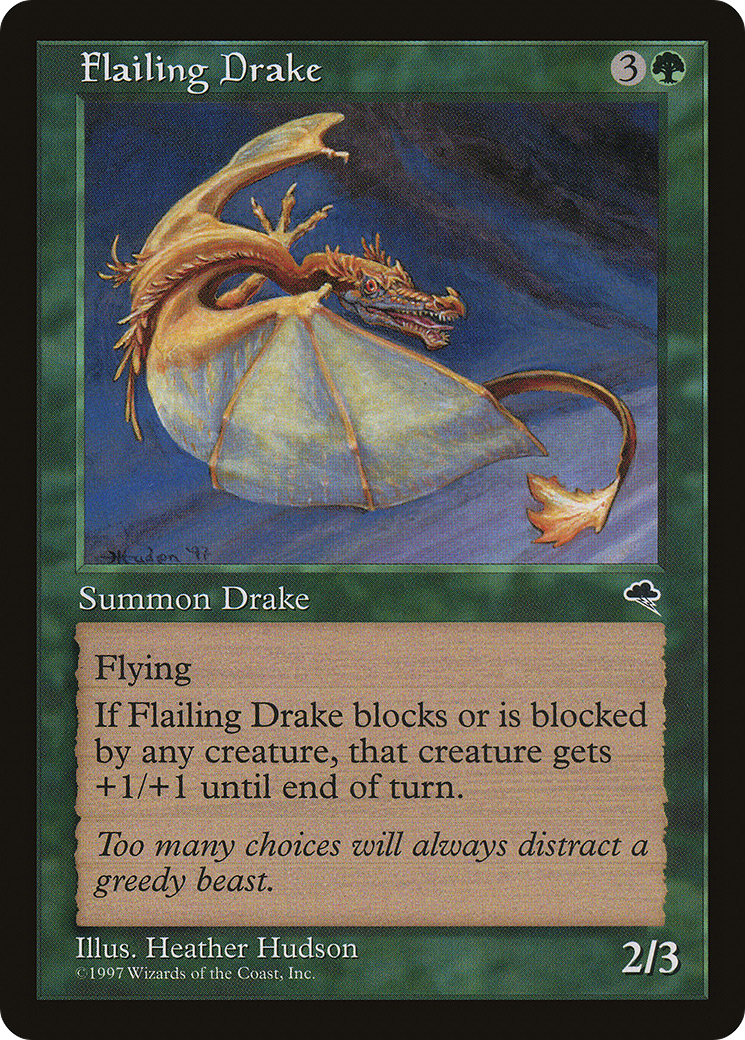 Flailing Drake 3
Summon Drake
Flying
If Flailing Drake blocks or is blocked
by any creature, that creature gets
+1/+1 until end of turn.
Too many choices will always distract a
greedy beast.
Illus. Heather Hudson
©1997 Wizards of the Coast, Inc.
2/3